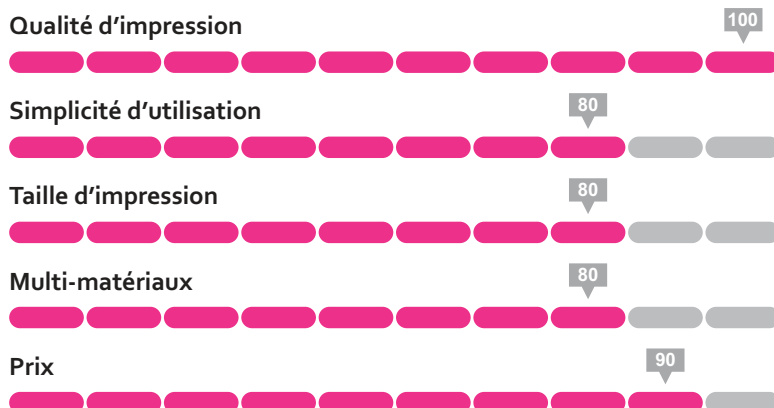 Qualité d’impression
100
Simplicité d’utilisation
80
Taille d’impression
80
Multi-matériaux
80
Prix
90